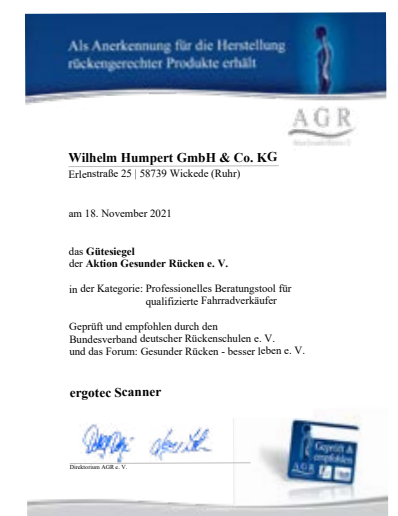 Als Anerkennung für die Herstellung
rückengerechter Produkte erhält
AGR
Wilhelm Humpert GmbH & Co. KG
Erlenstraße 25 | 58739 Wickede (Ruhr)
am 18. November 2021
das Gütesiegel
der Aktion Gesunder Rücken e. V.
in der Kategorie: Professionelles Beratungstool für
qualifizierte Fahrradverkäufer
Geprüft und empfohlen durch den
Bundesverband deutscher Rückenschulen e. V.
und das Forum: Gesunder Rücken - besser leben e. V.
ergotec Scanner
Geprüft &
empfohlen
AGR
Direktorium AGR e. V.